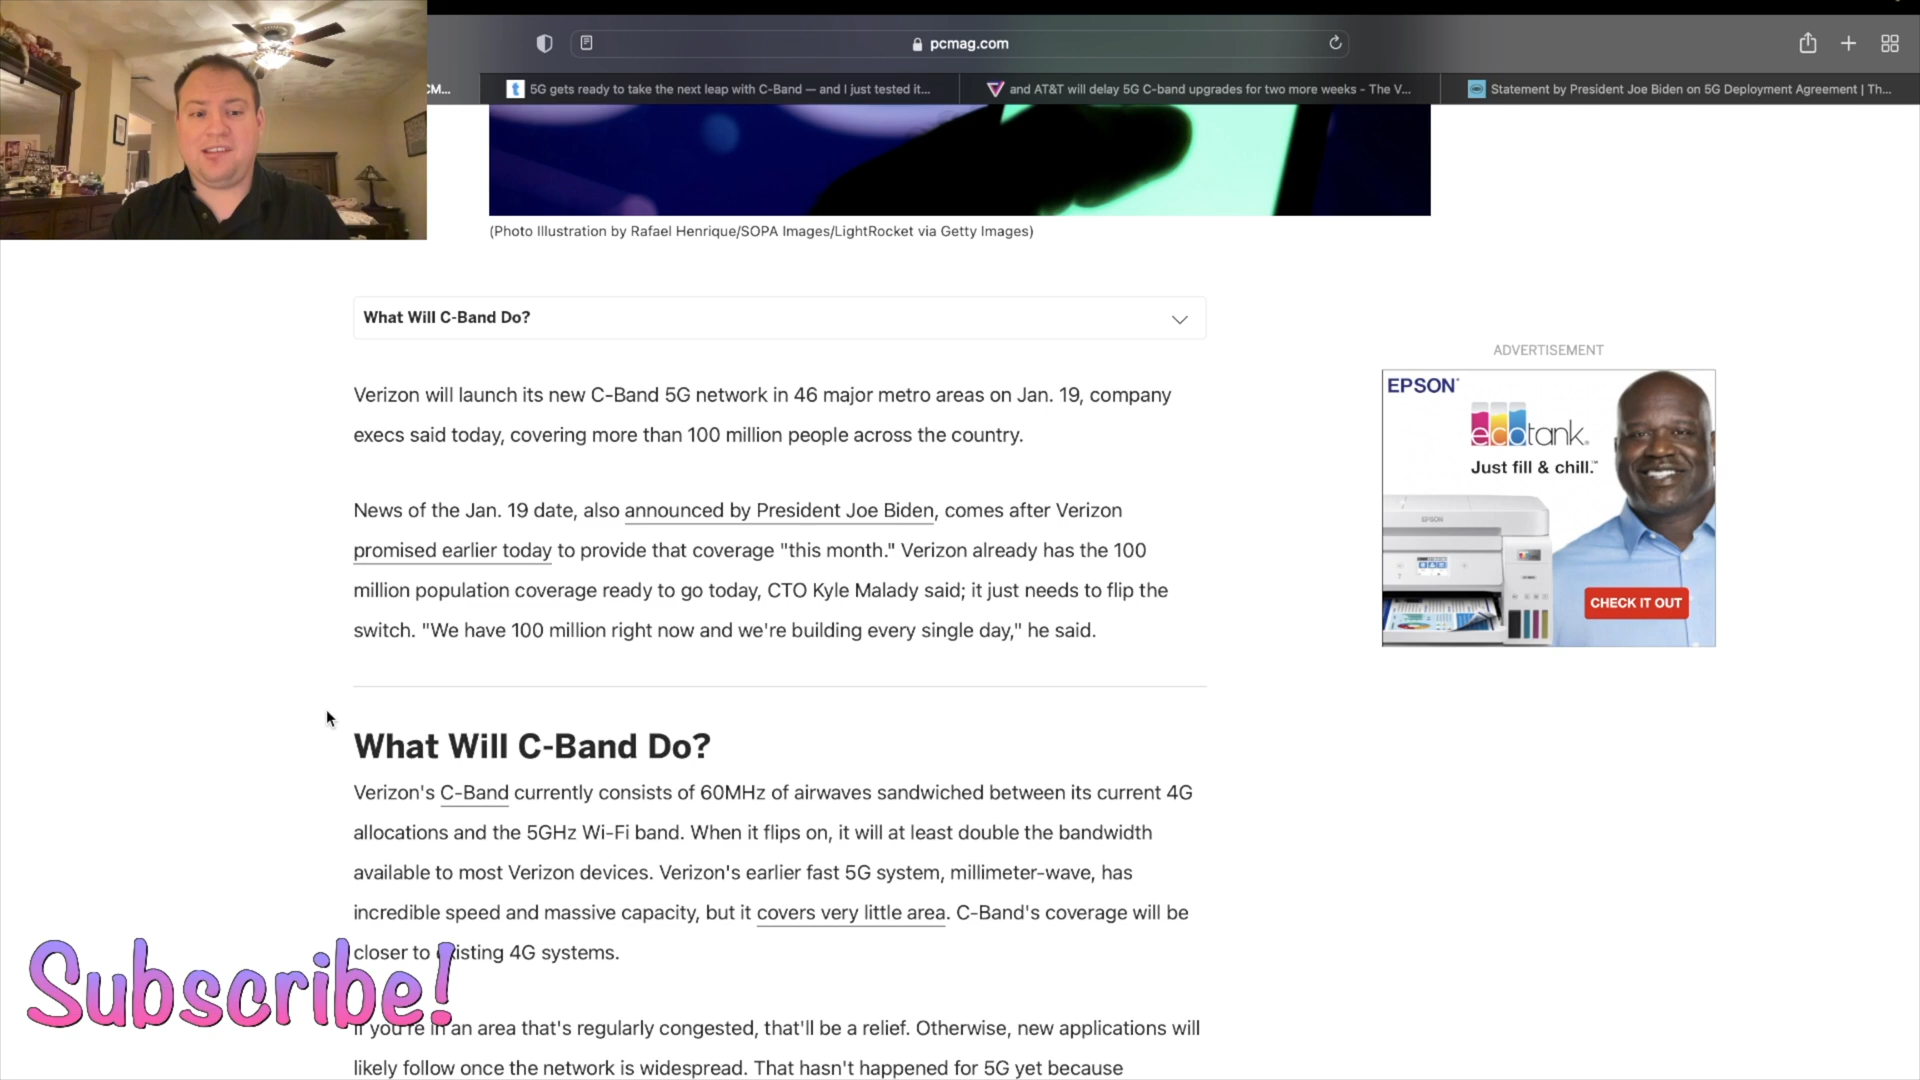 pcmag.com
CM...
5G gets ready to take the next leap with C-Band — and I just tested it...
and AT&T will delay 5G C-band upgrades for two more weeks - The V...
Statement by President Joe Biden on 5G Deployment Agreement | Th...
(Photo Illustration by Rafael Henrique/SOPA Images/LightRocket via Getty Images)
What Will C-Band Do?
Verizon will launch its new C-Band 5G network in 46 major metro areas on Jan. 19, company
execs said today, covering more than 100 million people across the country.
News of the Jan. 19 date, also announced by President Joe Biden, comes after Verizon
promised earlier today to provide that coverage "this month." Verizon already has the 100
million population coverage ready to go today, CTO Kyle Malady said; it just needs to flip the
switch. "We have 100 million right now and we're building every single day," he said.
What Will C-Band Do?
Verizon's C-Band currently consists of 60MHz of airwaves sandwiched between its current 4G
allocations and the 5GHz Wi-Fi band. When it flips on, it will at least double the bandwidth
available to most Verizon devices. Verizon's earlier fast 5G system, millimeter-wave, has
incredible speed and massive capacity, but it covers very little area. C-Band's coverage will be
closer to existing 4G systems.
If you're in an area that's regularly congested, that'll be a relief. Otherwise, new applications will
likely follow once the network is widespread. That hasn't happened for 5G yet because
Subscribe!
ADVERTISEMENT
EPSON
ecotank
Just fill & chill.™
EPSON
CHECK IT OUT